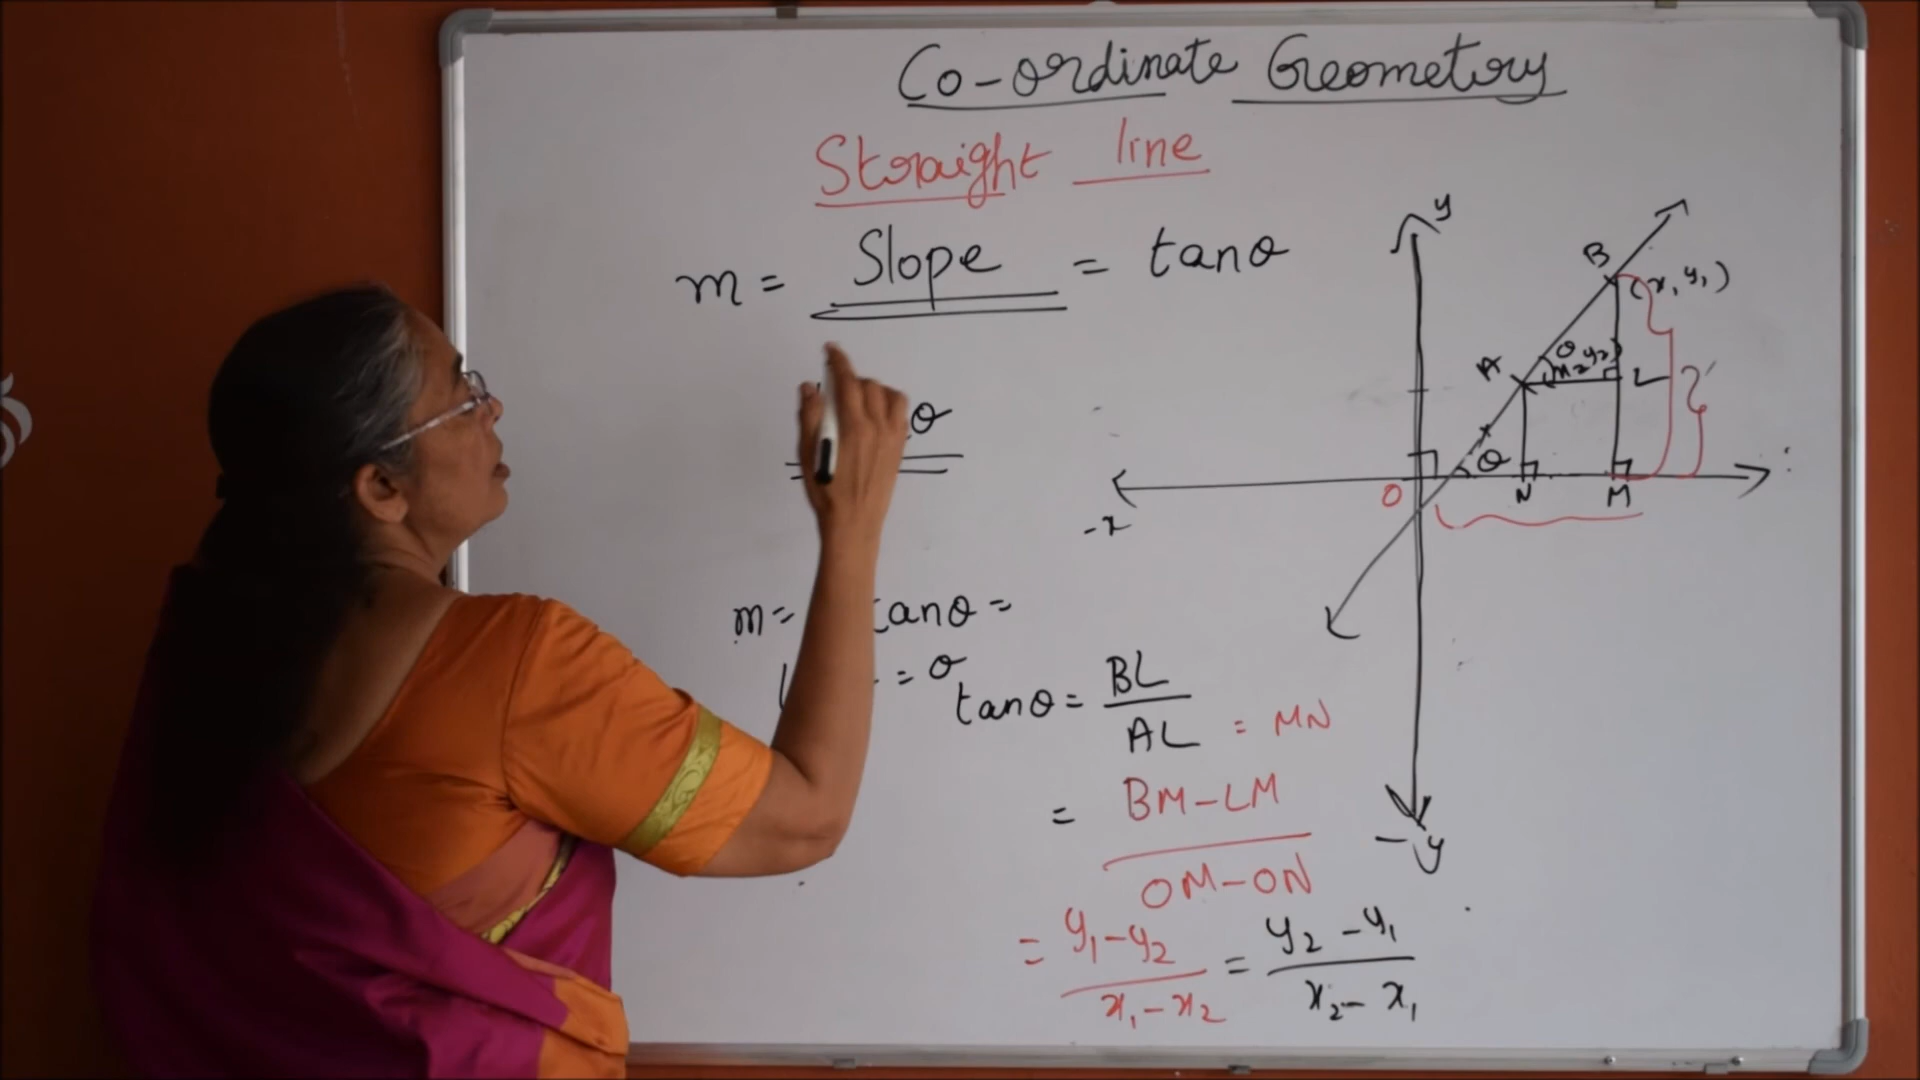 Co-ordinate Geometry
Straight line
m = Slope = tanθ
θ
m = tanθ =
= θ
tanθ = BL / AL = MN
= BM-LM / OM-ON
= y₁-y₂ / x₁-x₂ = y₂-y₁ / x₂-x₁
y
B
(x, y₁)
A
θ
L
θ
O
N
M
-x
-y